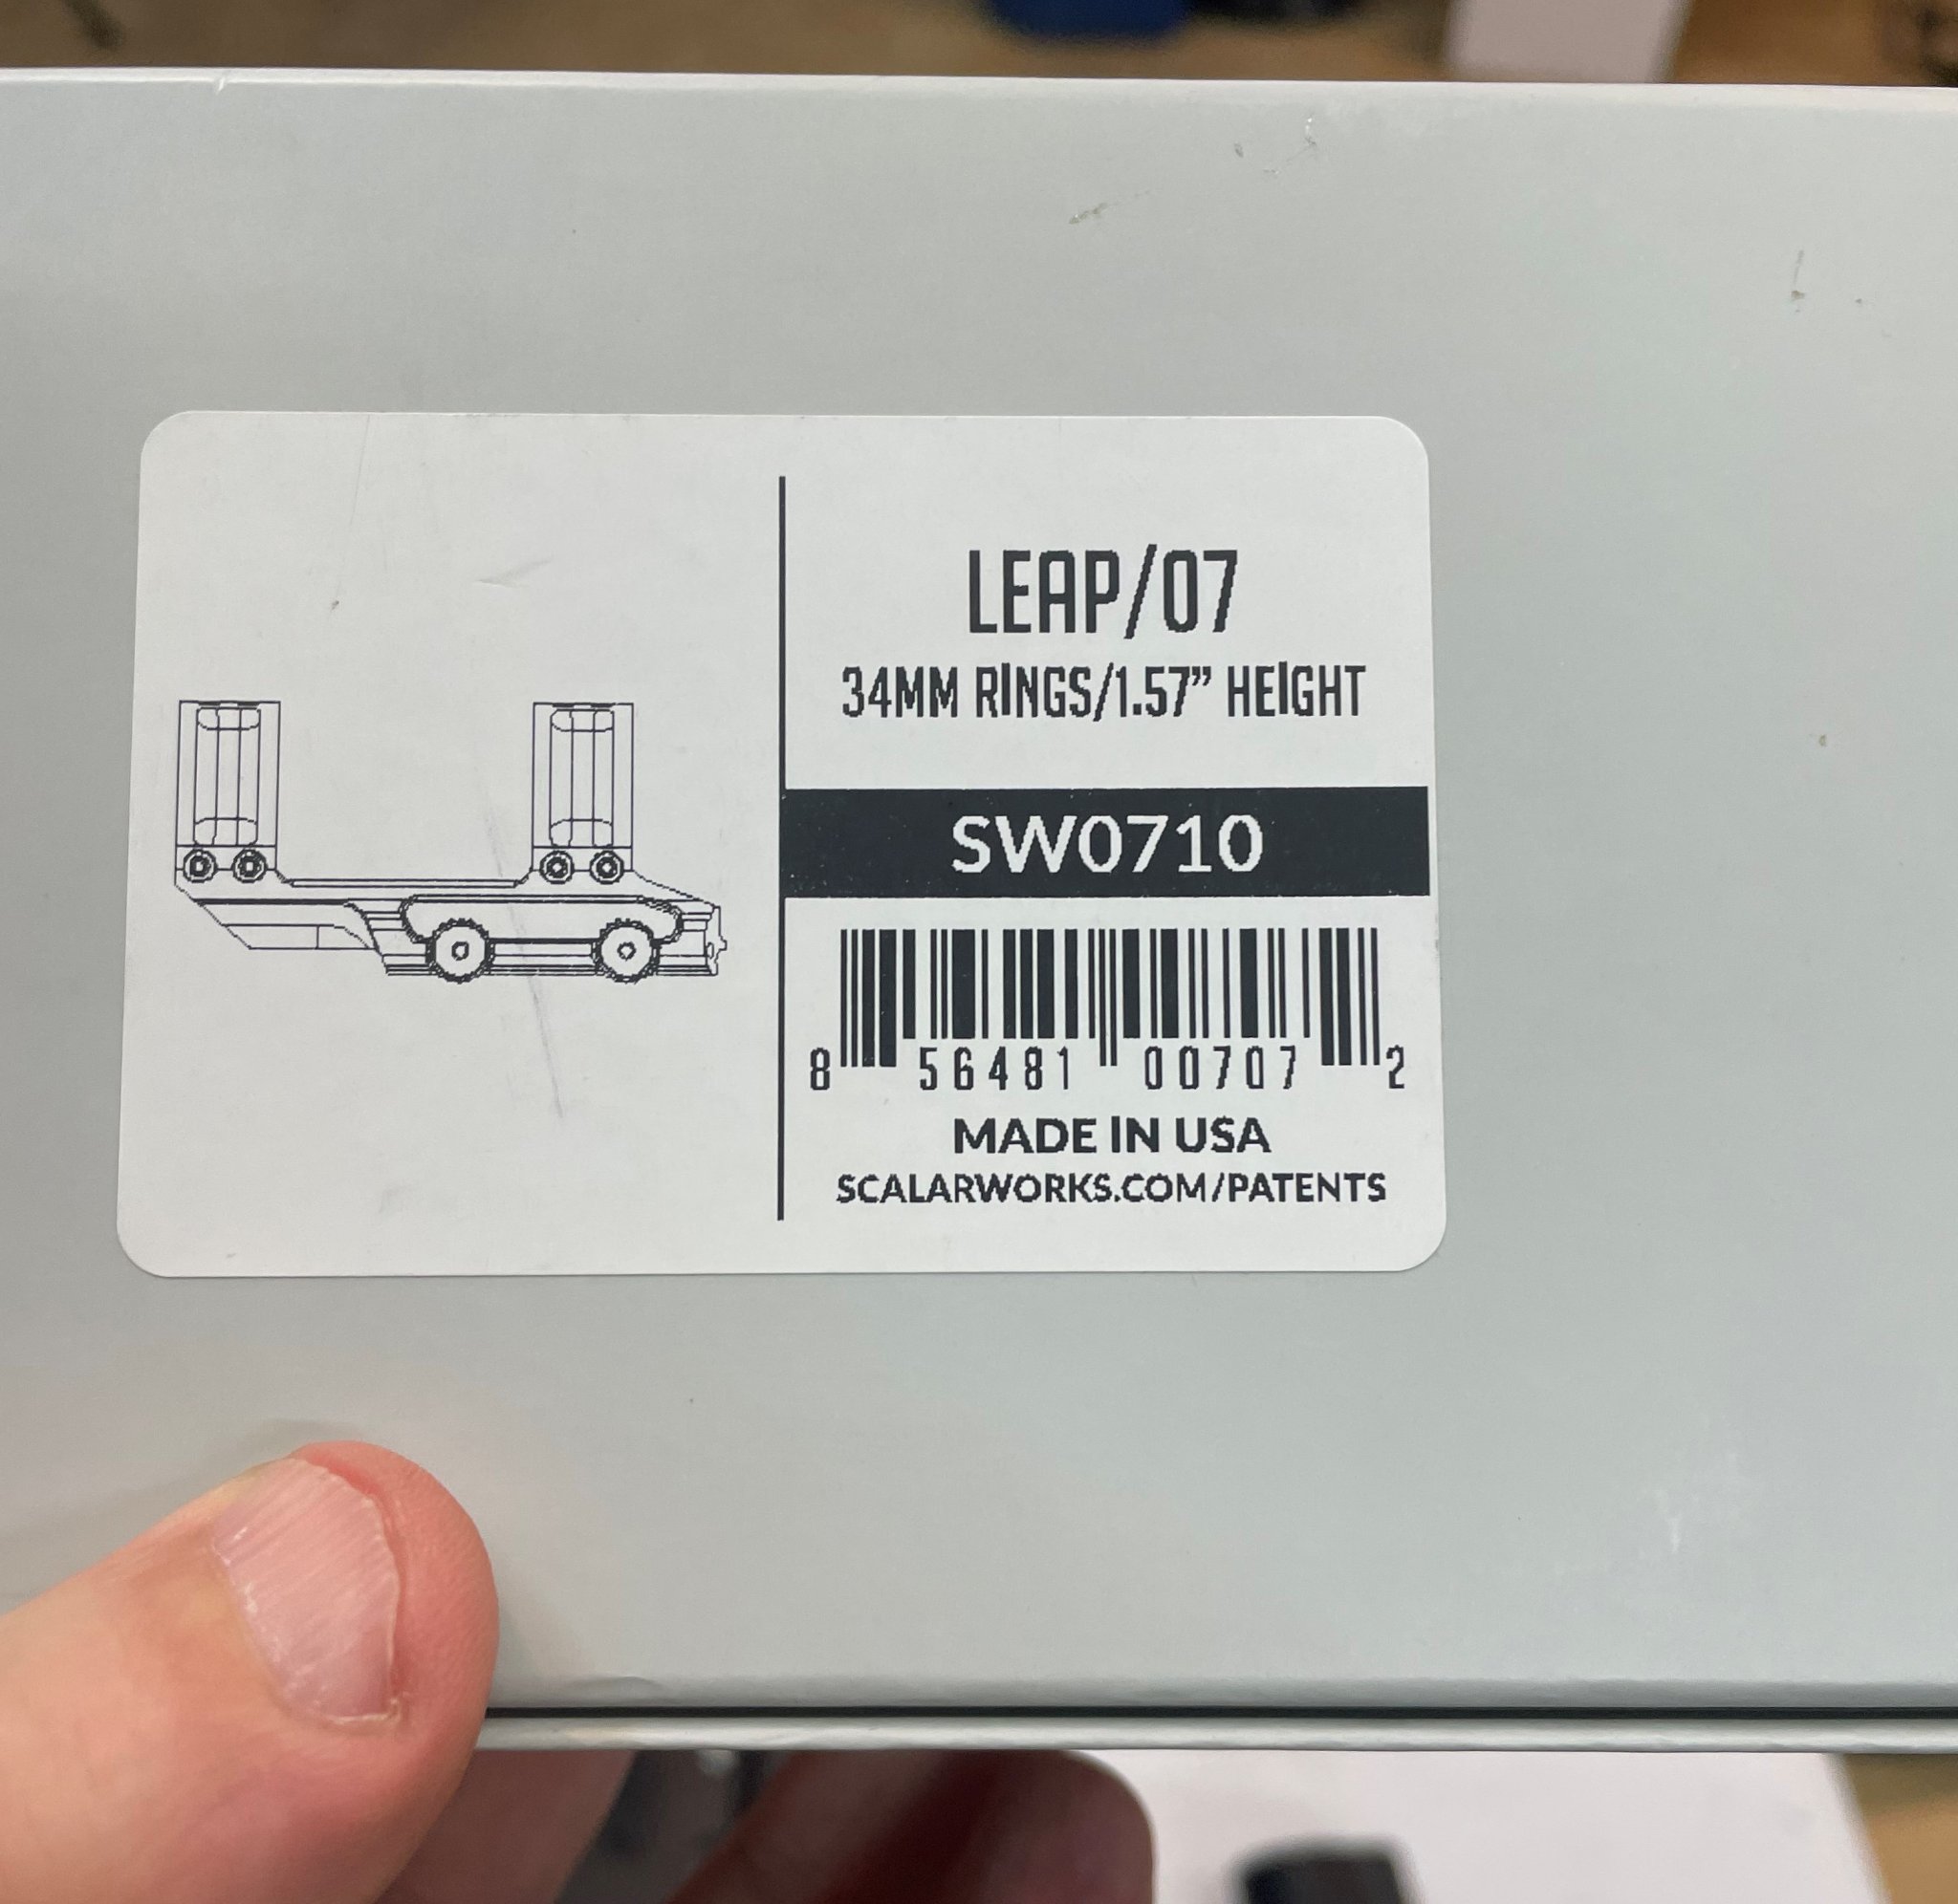 LEAP/07
34MM RINGS/1.57” HEIGHT
SW0710
8 56481 00707 2
MADE IN USA
SCALARWORKS.COM/PATENTS